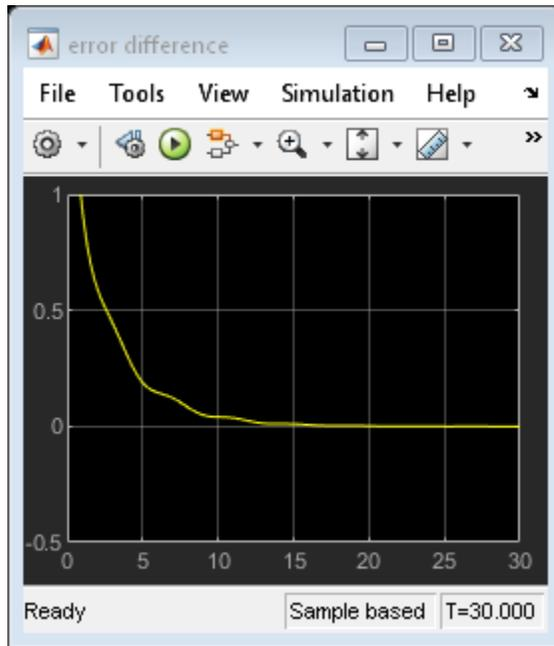 error difference
File Tools View Simulation Help
1
0.5
0
-0.5
0 5 10 15 20 25 30
Ready Sample based T=30.000